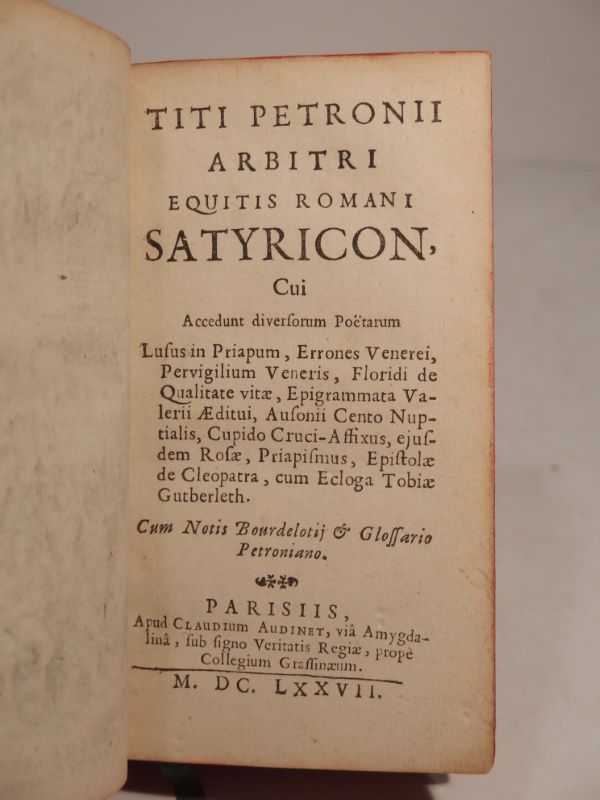 TITI PETRONII
ARBITRI
EQUITIS ROMANI
SATYRICON,
Cui
Accedunt diverſorum Poëtarum
Luſus in Priapum, Errones Venerei,
Pervigilium Veneris, Floridi de
Qualitate vitæ, Epigrammata Va-
lerii Æditui, Auſonii Cento Nup-
tialis, Cupido Cruci-Affixus, ejuſ-
dem Roſæ, Priapiſmus, Epiſtolæ
de Cleopatra, cum Ecloga Tobiæ
Gutberleth.
Cum Notis Bourdelotij & Gloſſario
Petroniano.
PARISIIS,
Apud CLAUDIUM AUDINET, viâ Amygda-
linâ, ſub ſigno Veritatis Regiæ, propè
Collegium Graſſinæum.
M. DC. LXXVII.